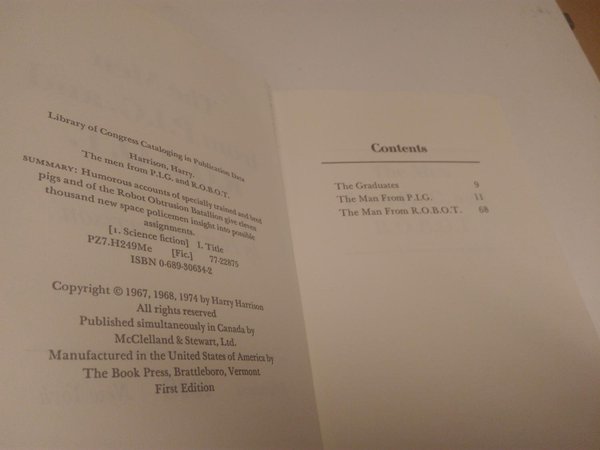 Library of Congress Cataloging in Publication Data
Harrison, Harry.
The men from P.I.G. and R.O.B.O.T.
SUMMARY: Humorous accounts of specially trained and bred
pigs and of the Robot Obtrusion Batallion give eleven
thousand new space policemen insight into possible
assignments.
[1. Science fiction] I. Title
PZ7.H249Me [Fic.] 77-22875
ISBN 0-689-30634-2
Copyright © 1967, 1968, 1974 by Harry Harrison
All rights reserved
Published simultaneously in Canada by
McClelland & Stewart, Ltd.
Manufactured in the United States of America by
The Book Press, Brattleboro, Vermont
First Edition
Contents
The Graduates 9
The Man From P.I.G. 11
The Man From R.O.B.O.T. 68